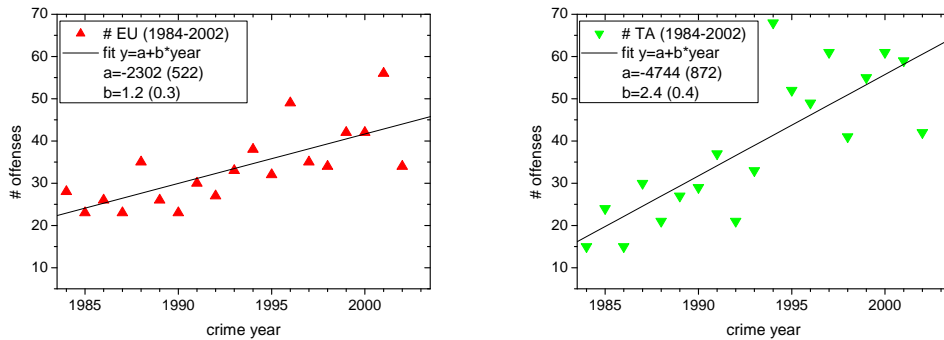 # EU (1984-2002)
fit y=a+b*year
a=-2302 (522)
b=1.2 (0.3)
70
60
50
40
30
20
10
# offenses
1985
1990
1995
2000
crime year
# TA (1984-2002)
fit y=a+b*year
a=-4744 (872)
b=2.4 (0.4)
70
60
50
40
30
20
10
# offenses
1985
1990
1995
2000
crime year